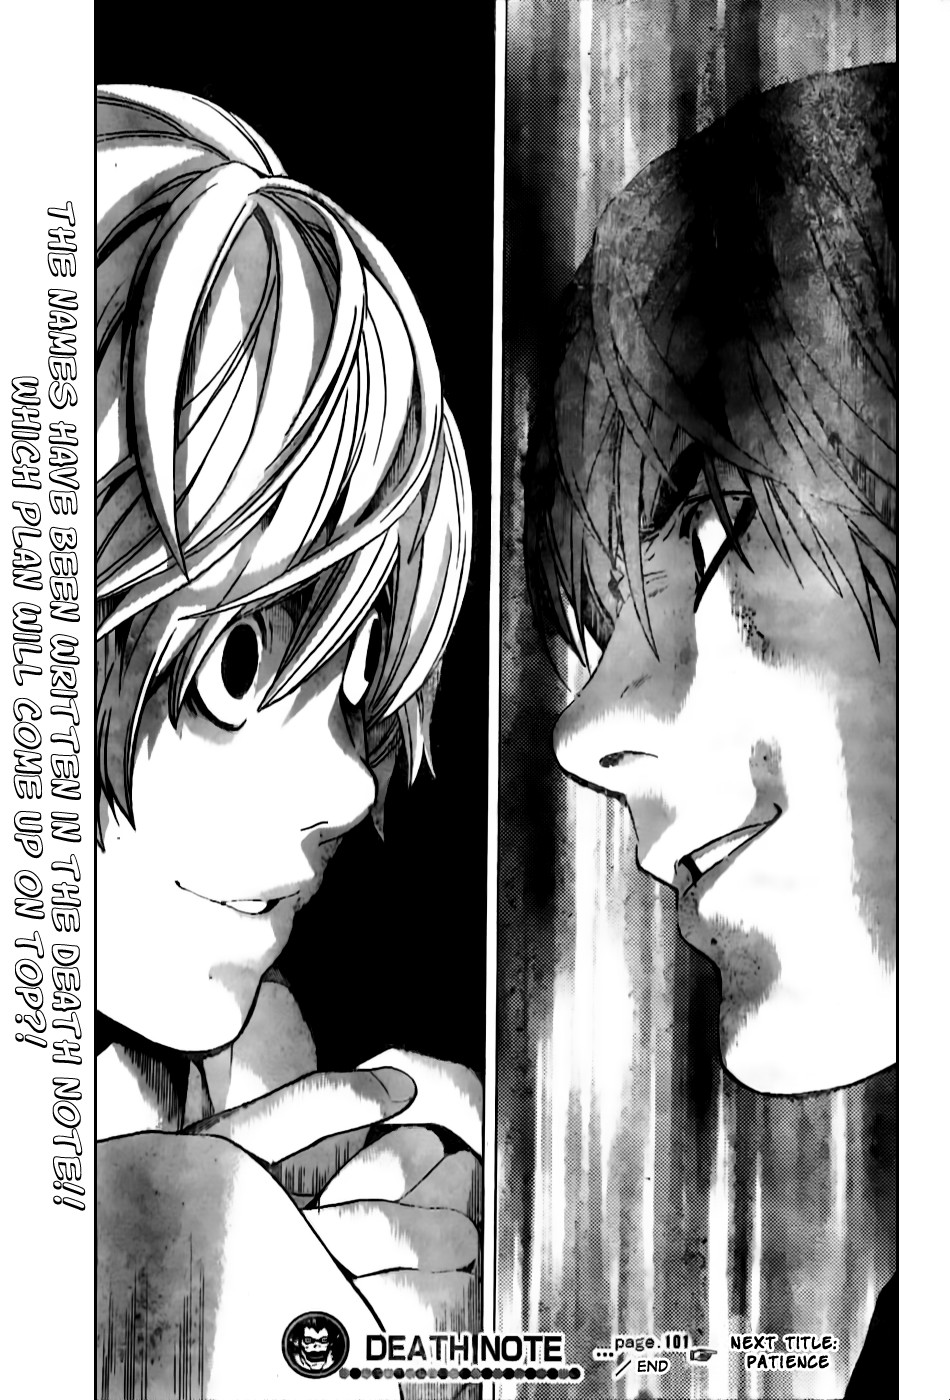 THE NAMES HAVE BEEN WRITTEN IN THE DEATH NOTE!!
WHICH PLAN WILL COME UP ON TOP?!
DEATH NOTE
...page.101
/ END
NEXT TITLE:
PATIENCE